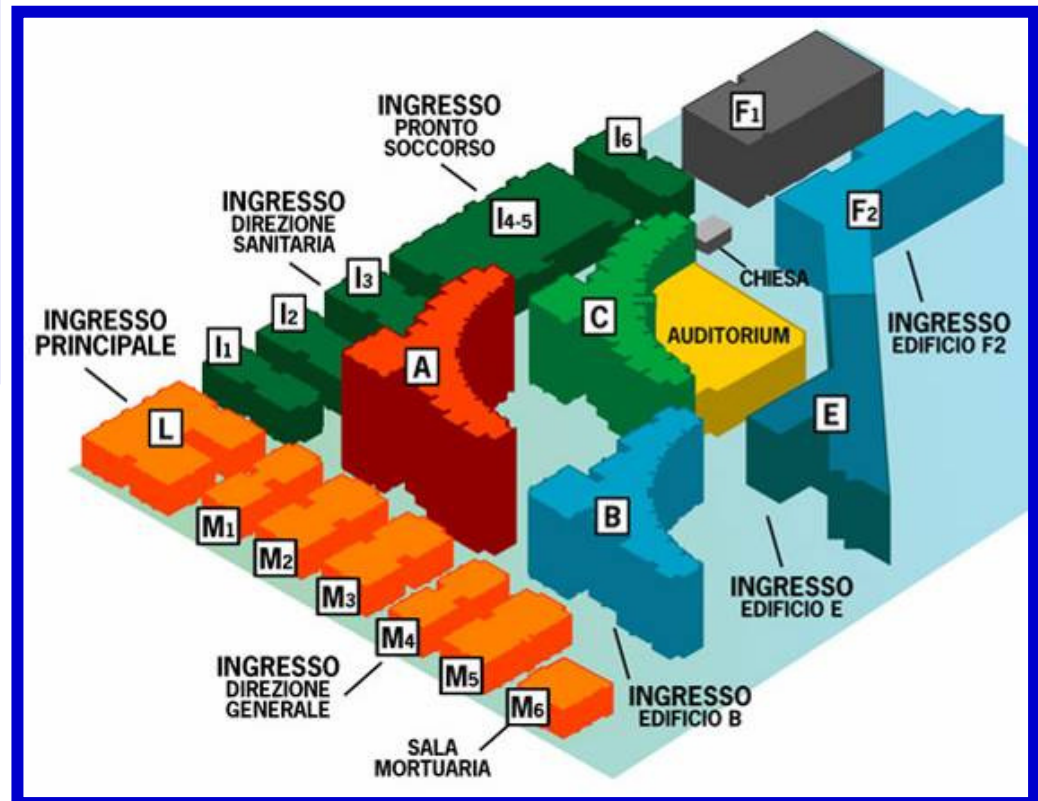 F1
I6
INGRESSO
PRONTO
SOCCORSO
F2
I4-5
INGRESSO
DIREZIONE
SANITARIA
I3
CHIESA
I2
C
INGRESSO
PRINCIPALE
AUDITORIUM
INGRESSO
EDIFICIO F2
I1
A
L
E
B
M1
M2
M3
INGRESSO
EDIFICIO E
M4
INGRESSO
DIREZIONE
GENERALE
M5
M6
INGRESSO
EDIFICIO B
SALA
MORTUARIA